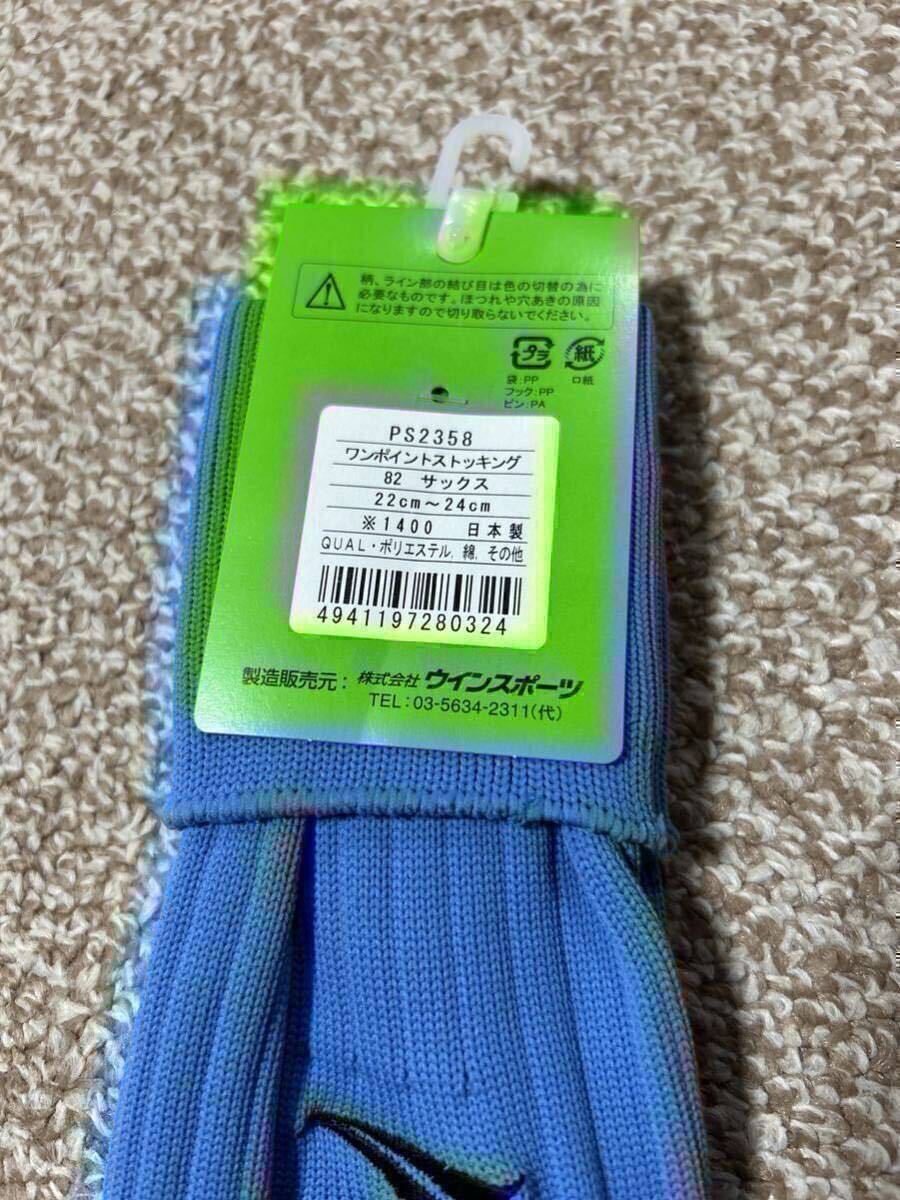 柄、ライン部の結び目は色の切替の為に
必要なものです。ほつれや穴あきの原因
になりますので切り取らないでください。
プラ 紙
袋:PP ロ紙
フック:PP
ピン:PA
PS2358
ワンポイントストッキング
82 サックス
22cm～24cm
※1400 日本製
QUAL・ポリエステル, 綿, その他
4941197280324
製造販売元: 株式会社 ウインスポーツ
TEL:03-5634-2311(代)